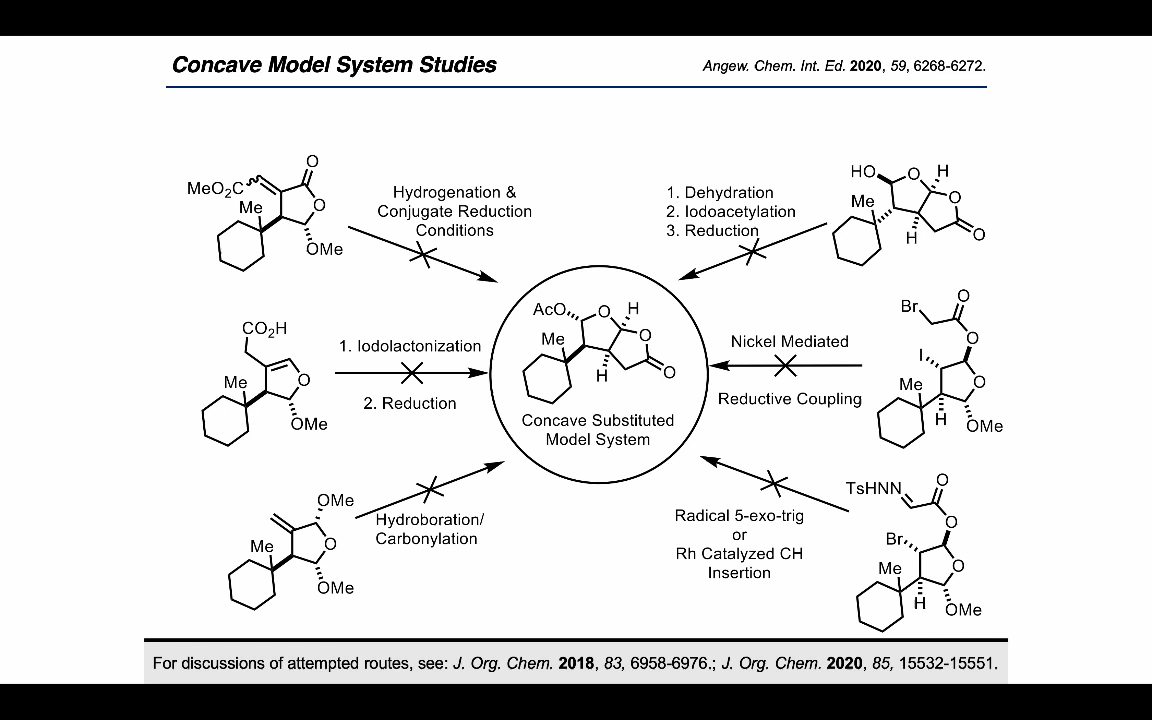 Concave Model System Studies
Angew. Chem. Int. Ed. 2020, 59, 6268-6272.
MeO2C
O
O
Me
OMe
Hydrogenation &
Conjugate Reduction
Conditions
1. Dehydration
2. Iodoacetylation
3. Reduction
HO
O
H
O
Me
H
O
CO2H
Me
O
OMe
1. Iodolactonization
2. Reduction
AcO
O
H
O
Me
H
O
Concave Substituted
Model System
Nickel Mediated
Reductive Coupling
Br
O
O
I
O
Me
H
OMe
OMe
O
Me
OMe
Hydroboration/
Carbonylation
Radical 5-exo-trig
or
Rh Catalyzed CH
Insertion
TsHNN
O
O
Br
O
Me
H
OMe
For discussions of attempted routes, see: J. Org. Chem. 2018, 83, 6958-6976.; J. Org. Chem. 2020, 85, 15532-15551.